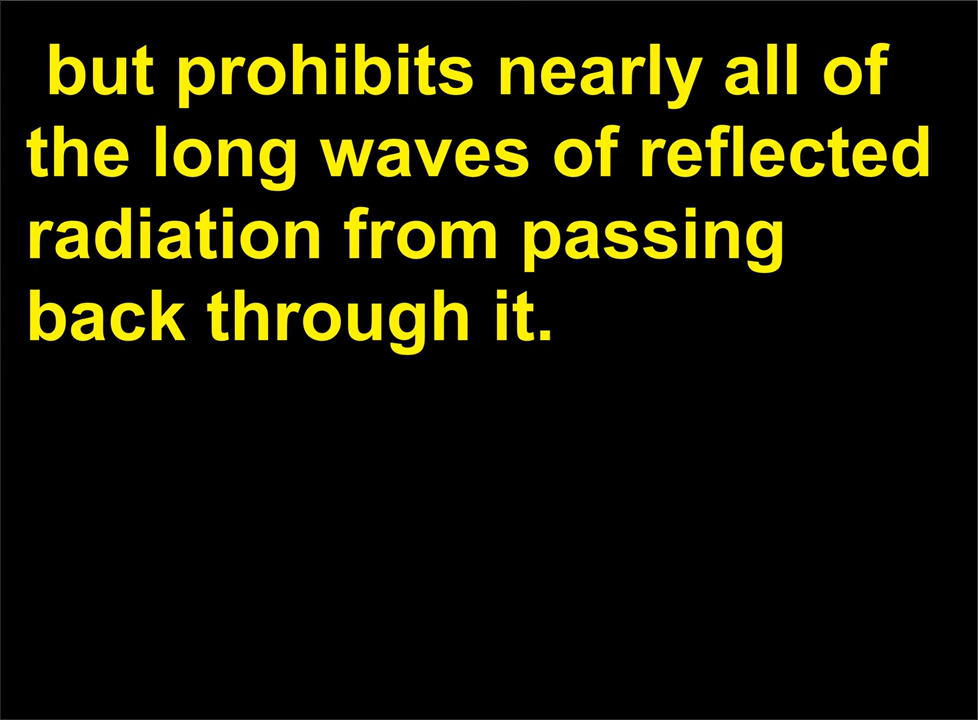 but prohibits nearly all of
the long waves of reflected
radiation from passing
back through it.